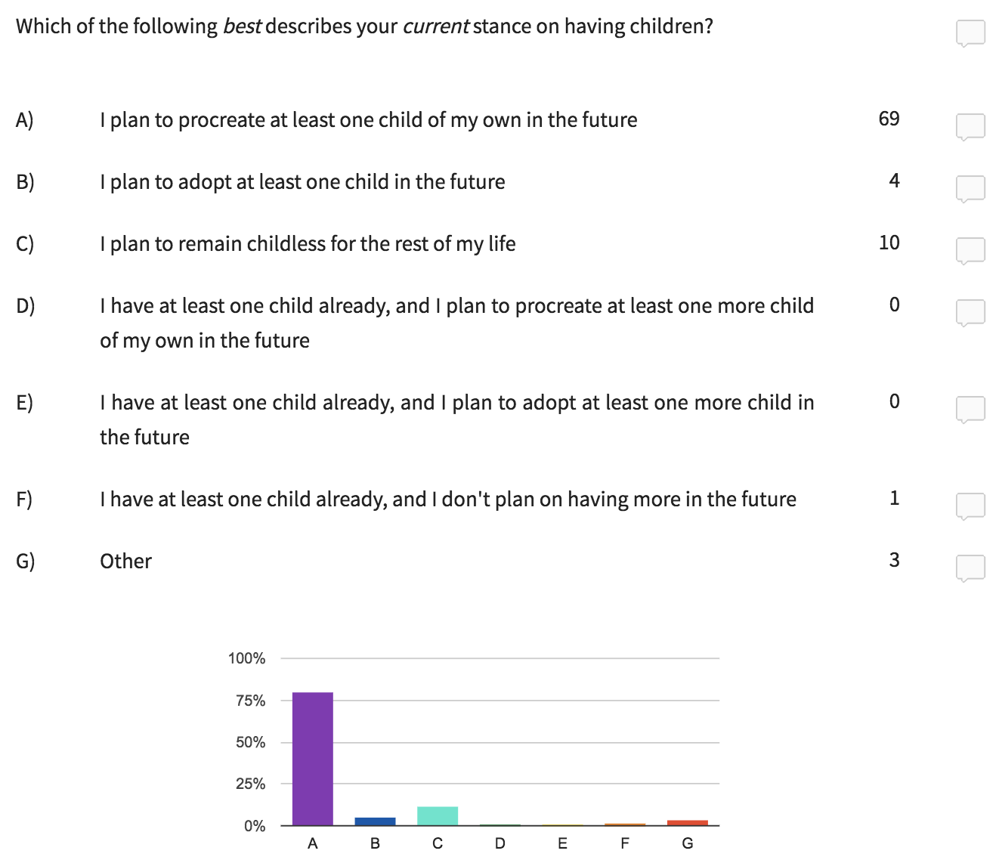 Which of the following best describes your current stance on having children?
A) I plan to procreate at least one child of my own in the future 69
B) I plan to adopt at least one child in the future 4
C) I plan to remain childless for the rest of my life 10
D) I have at least one child already, and I plan to procreate at least one more child 0
of my own in the future
E) I have at least one child already, and I plan to adopt at least one more child in 0
the future
F) I have at least one child already, and I don't plan on having more in the future 1
G) Other 3
100%
75%
50%
25%
0%
A B C D E F G